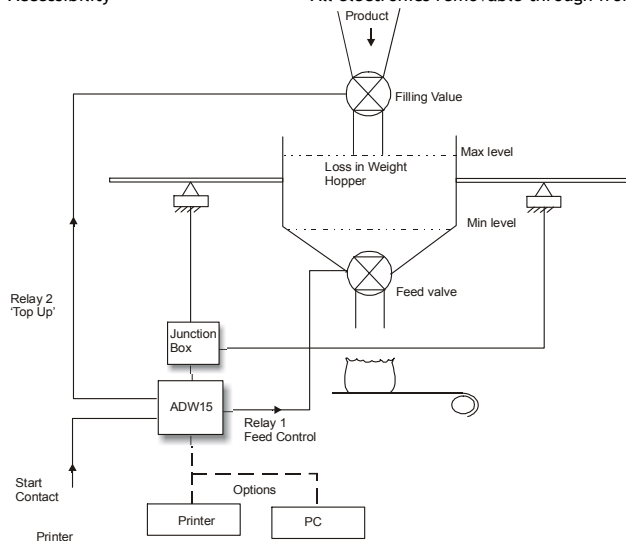 Accessibility
All electronics removable through
Product
Filling Value
Max level
Loss in Weight
Hopper
Min level
Feed valve
Relay 2
‘Top Up’
Junction
Box
ADW15
Relay 1
Feed Control
Start
Contact
Options
Printer
PC
Printer